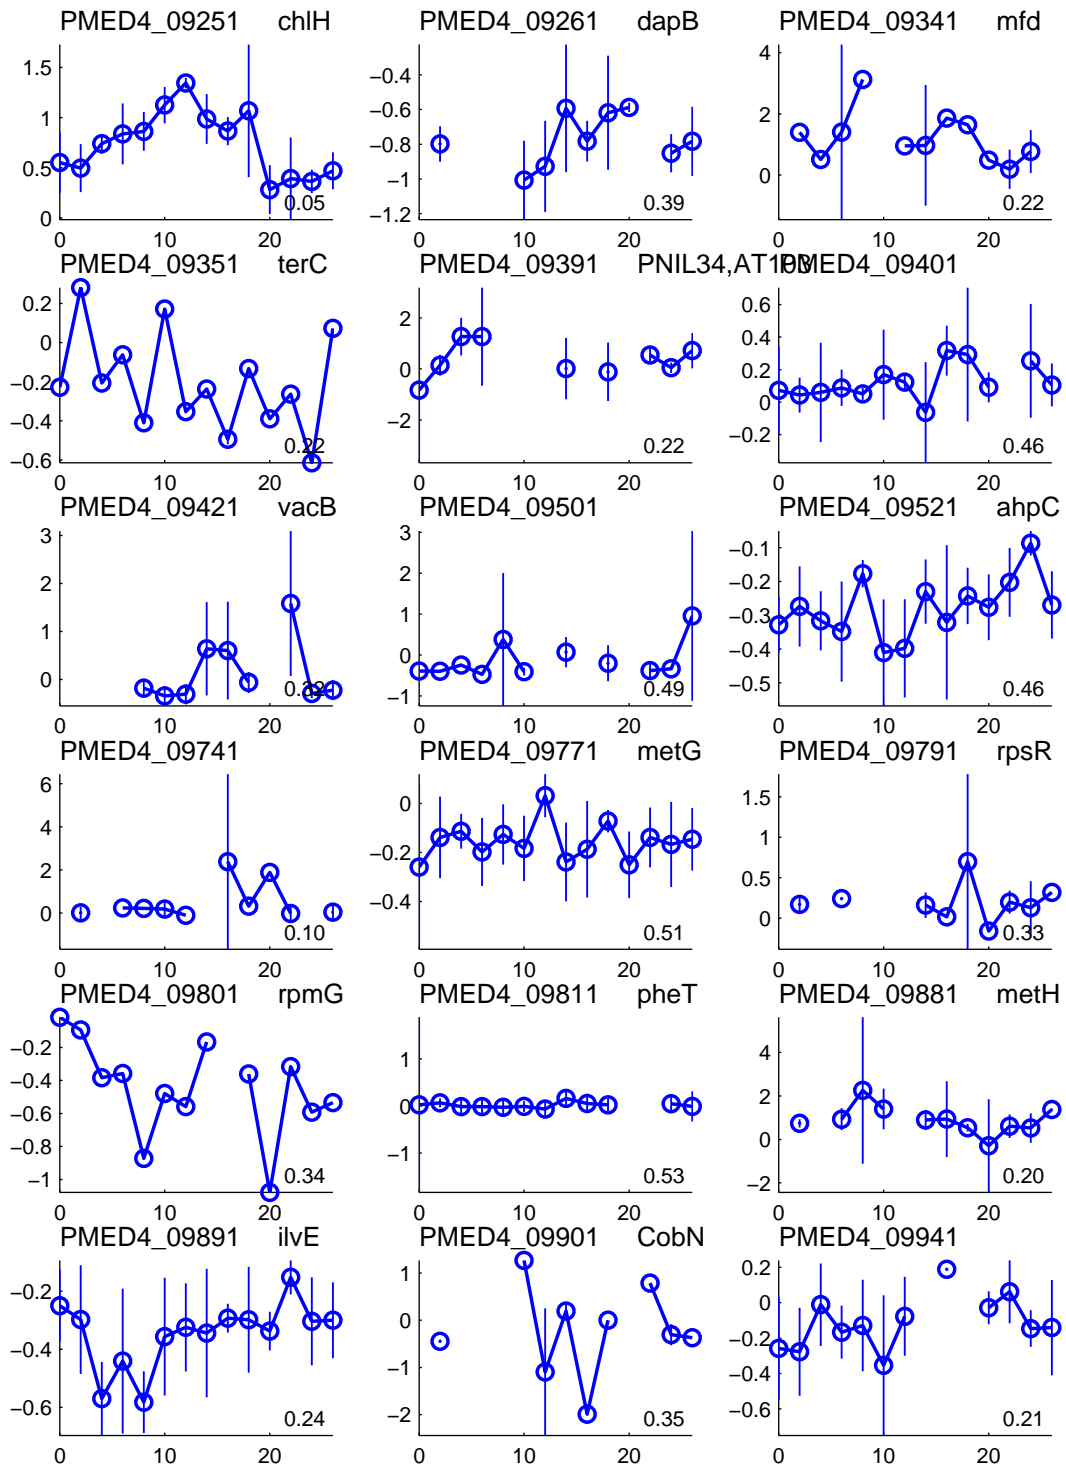 PMED4_09251 chlH
PMED4_09261 dapB
PMED4_09341 mfd
1.5
1
0.5
0
0.05
0 10 20
−0.4
−0.6
−0.8
−1
−1.2
0.39
0 10 20
4
2
0
0.22
0 10 20
PMED4_09351 terC
PMED4_09391 PNIL34,AT103
PMED4_09401
0.2
0
−0.2
−0.4
−0.6
0.22
0 10 20
2
0
−2
0.22
0 10 20
0.6
0.4
0.2
0
−0.2
0.46
0 10 20
PMED4_09421 vacB
PMED4_09501
PMED4_09521 ahpC
3
2
1
0
0.32
0 10 20
3
2
1
0
−1
0.49
0 10 20
−0.1
−0.2
−0.3
−0.4
−0.5
0.46
0 10 20
PMED4_09741
PMED4_09771 metG
PMED4_09791 rpsR
6
4
2
0
0.10
0 10 20
0
−0.2
−0.4
0.51
0 10 20
1.5
1
0.5
0
0.33
0 10 20
PMED4_09801 rpmG
PMED4_09811 pheT
PMED4_09881 metH
−0.2
−0.4
−0.6
−0.8
−1
0.34
0 10 20
1
0
−1
0.53
0 10 20
4
2
0
−2
0.20
0 10 20
PMED4_09891 ilvE
PMED4_09901 CobN
PMED4_09941
−0.2
−0.4
−0.6
0.24
0 10 20
1
0
−1
−2
0.35
0 10 20
0.2
0
−0.2
−0.4
−0.6
0.21
0 10 20